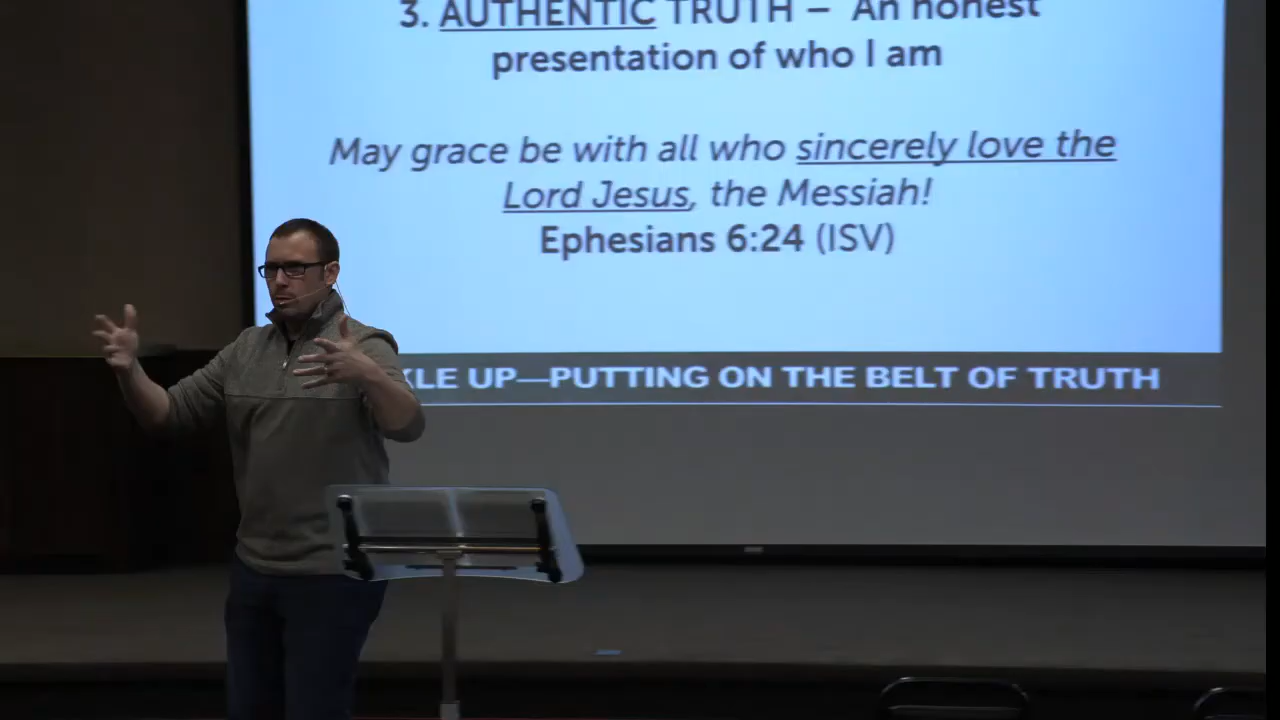 3. AUTHENTIC TRUTH – An honest
presentation of who I am
May grace be with all who sincerely love the
Lord Jesus, the Messiah!
Ephesians 6:24 (ISV)
KLE UP—PUTTING ON THE BELT OF TRUTH